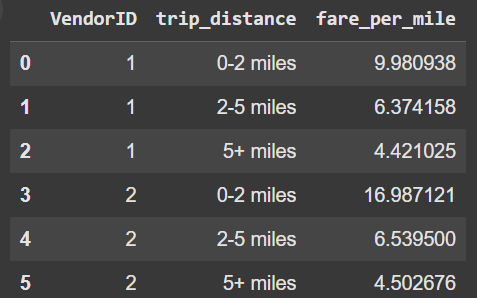 VendorID trip_distance fare_per_mile
0 1 0-2 miles 9.980938
1 1 2-5 miles 6.374158
2 1 5+ miles 4.421025
3 2 0-2 miles 16.987121
4 2 2-5 miles 6.539500
5 2 5+ miles 4.502676